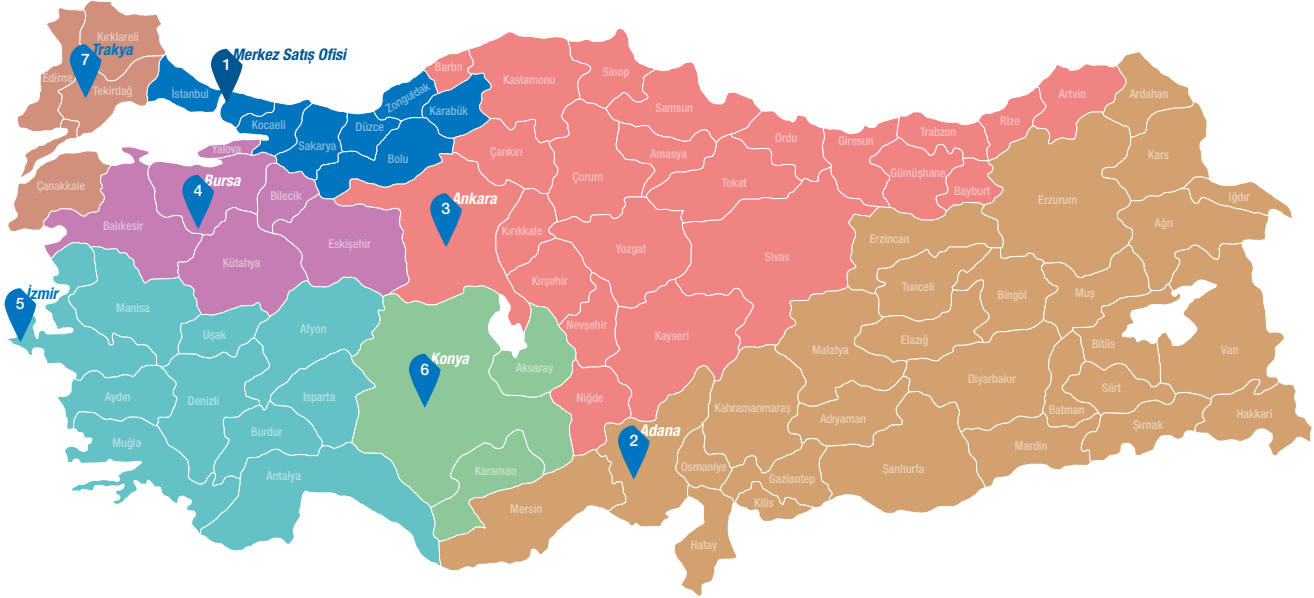 Kırklareli
7
Trakya
Edirne
Tekirdağ
1
Merkez Satış Ofisi
İstanbul
Kocaeli
Sakarya
Düzce
Zonguldak
Karabük
Bolu
Bartın
Kastamonu
Sinop
Samsun
Çankırı
Çorum
Amasya
Ordu
Tokat
Giresun
Trabzon
Gümüşhane
Bayburt
Rize
Artvin
Ardahan
Kars
Iğdır
Ağrı
Erzurum
Erzincan
Çanakkale
Yalova
4
Bursa
Bilecik
Balıkesir
Kütahya
Eskişehir
3
Ankara
Kırıkkale
Yozgat
Sivas
Kırşehir
Nevşehir
Kayseri
Niğde
Tunceli
Bingöl
Muş
Elazığ
Malatya
Bitlis
Van
Diyarbakır
Siirt
Batman
Hakkari
Şırnak
Mardin
5
İzmir
Manisa
Uşak
Afyon
Aydın
Denizli
Isparta
Muğla
Burdur
Antalya
6
Konya
Aksaray
Karaman
Mersin
2
Adana
Kahramanmaraş
Adıyaman
Osmaniye
Gaziantep
Şanlıurfa
Kilis
Hatay